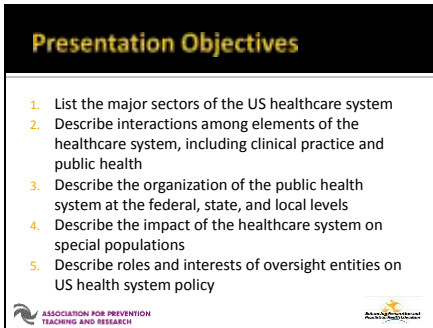 Presentation Objectives
1. List the major sectors of the US healthcare system
2. Describe interactions among elements of the
healthcare system, including clinical practice and
public health
3. Describe the organization of the public health
system at the federal, state, and local levels
4. Describe the impact of the healthcare system on
special populations
5. Describe roles and interests of oversight entities on
US health system policy
ASSOCIATION FOR PREVENTION
TEACHING AND RESEARCH